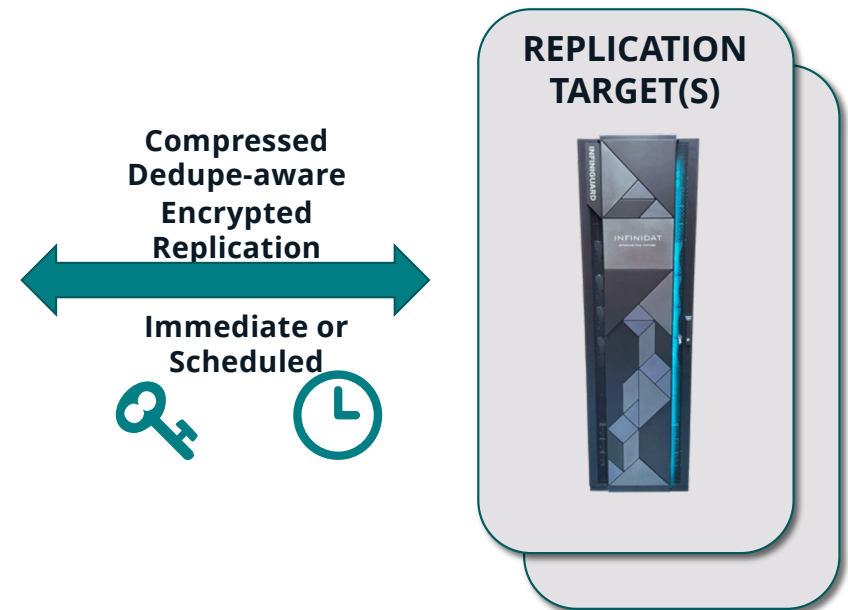 REPLICATION
TARGET(S)
Compressed
Dedupe-aware
Encrypted
Replication
Immediate or
Scheduled
INFINIGUARD
INFINIDAT